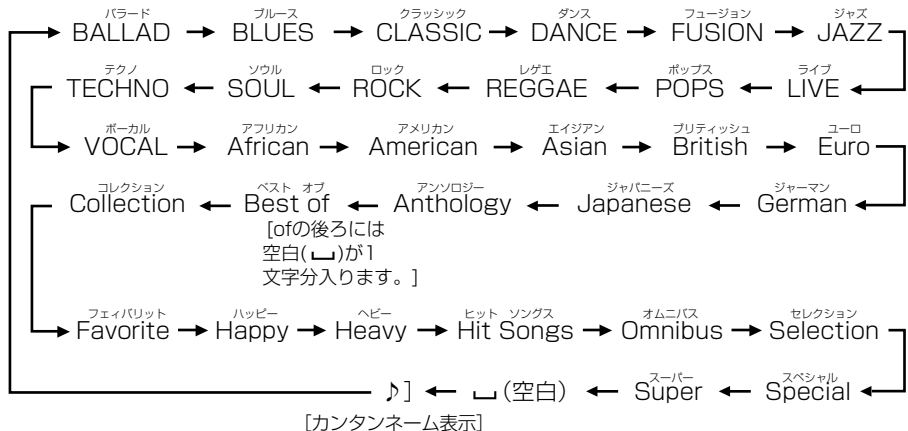 バラード ブルース クラッシック ダンス フュージョン ジャズ
BALLAD → BLUES → CLASSIC → DANCE → FUSION → JAZZ
テクノ ソウル ロック レゲエ ポップス ライブ
TECHNO ← SOUL ← ROCK ← REGGAE ← POPS ← LIVE
ボーカル アフリカン アメリカン エイジアン ブリティッシュ ユーロ
VOCAL → African → American → Asian → British → Euro
コレクション ベスト オブ アンソロジー ジャパニーズ ジャーマン
Collection ← Best of ← Anthology ← Japanese ← German
[ofの後ろには
空白(␣)が1
文字分入ります。]
フェィバリット ハッピー ヘビー ヒット ソングス オムニバス セレクション
Favorite → Happy → Heavy → Hit Songs → Omnibus → Selection
スーパー スペシャル
♪] ← ␣(空白) ← Super ← Special
[カンタンネーム表示]